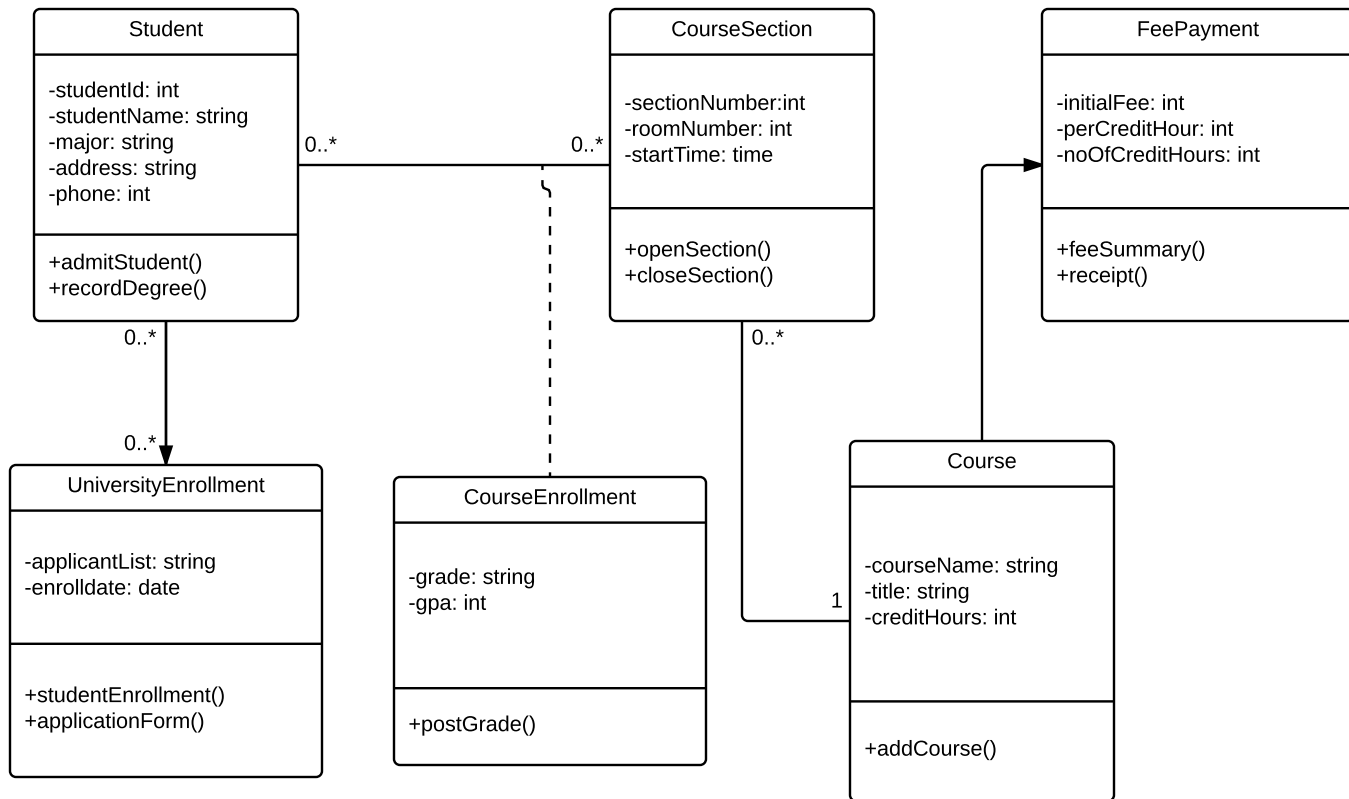 Student
-studentId: int
-studentName: string
-major: string
-address: string
-phone: int
+admitStudent()
+recordDegree()
0..*
0..*
CourseSection
-sectionNumber:int
-roomNumber: int
-startTime: time
+openSection()
+closeSection()
FeePayment
-initialFee: int
-perCreditHour: int
-noOfCreditHours: int
+feeSummary()
+receipt()
0..*
0..*
0..*
1
UniversityEnrollment
-applicantList: string
-enrolldate: date
+studentEnrollment()
+applicationForm()
CourseEnrollment
-grade: string
-gpa: int
+postGrade()
Course
-courseName: string
-title: string
-creditHours: int
+addCourse()